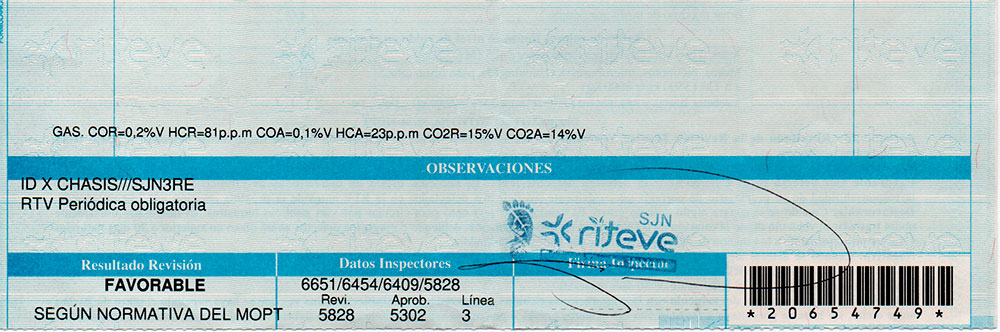 GAS. COR=0,2%V HCR=81p.p.m COA=0,1%V HCA=23p.p.m CO2R=15%V CO2A=14%V
OBSERVACIONES
ID X CHASIS///SJN3RE
RTV Periódica obligatoria
SJN
riteve
Resultado Revisión
Datos Inspectores
Firma Inspector
FAVORABLE
6651/6454/6409/5828
Revi. Aprob. Línea
SEGÚN NORMATIVA DEL MOPT
5828 5302 3
*20654749*